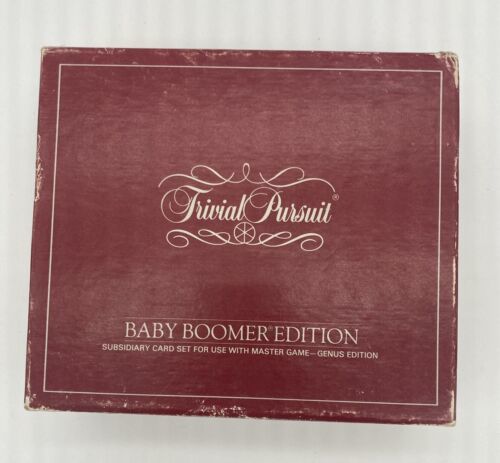 Trivial Pursuit®
BABY BOOMER® EDITION
SUBSIDIARY CARD SET FOR USE WITH MASTER GAME—GENUS EDITION